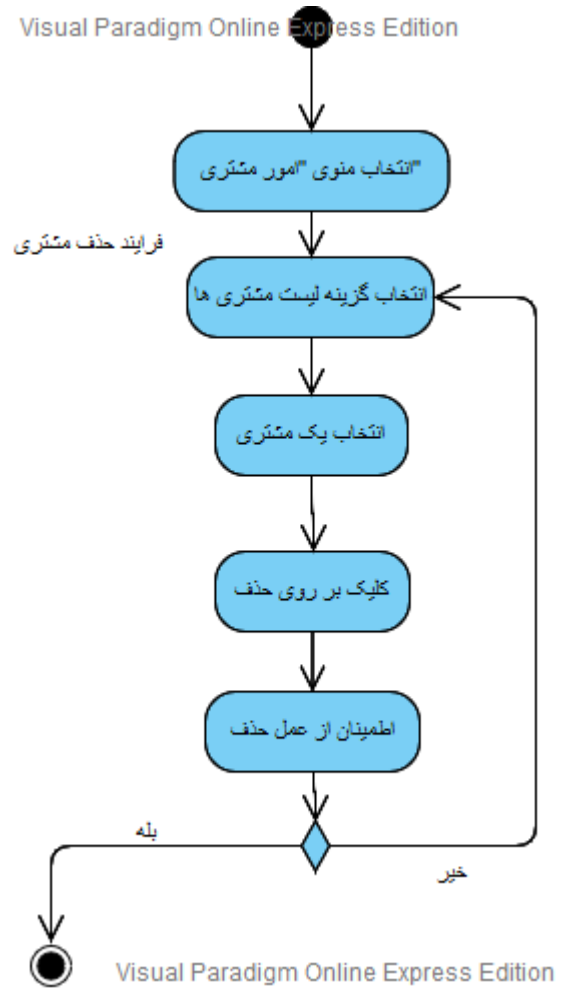 Visual Paradigm Online Express Edition
انتخاب منوی "امور مشتری"
فرایند حذف مشتری
انتخاب گزینه لیست مشتری ها
انتخاب یک مشتری
کلیک بر روی حذف
اطمینان از عمل حذف
بله
خیر
Visual Paradigm Online Express Edition